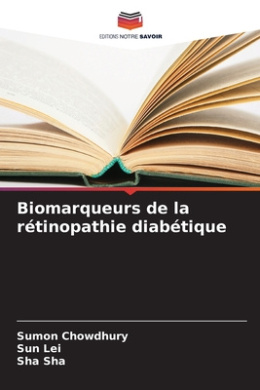 EDITIONS NOTRE SAVOIR
Biomarqueurs de la
rétinopathie diabétique
Sumon Chowdhury
Sun Lei
Sha Sha